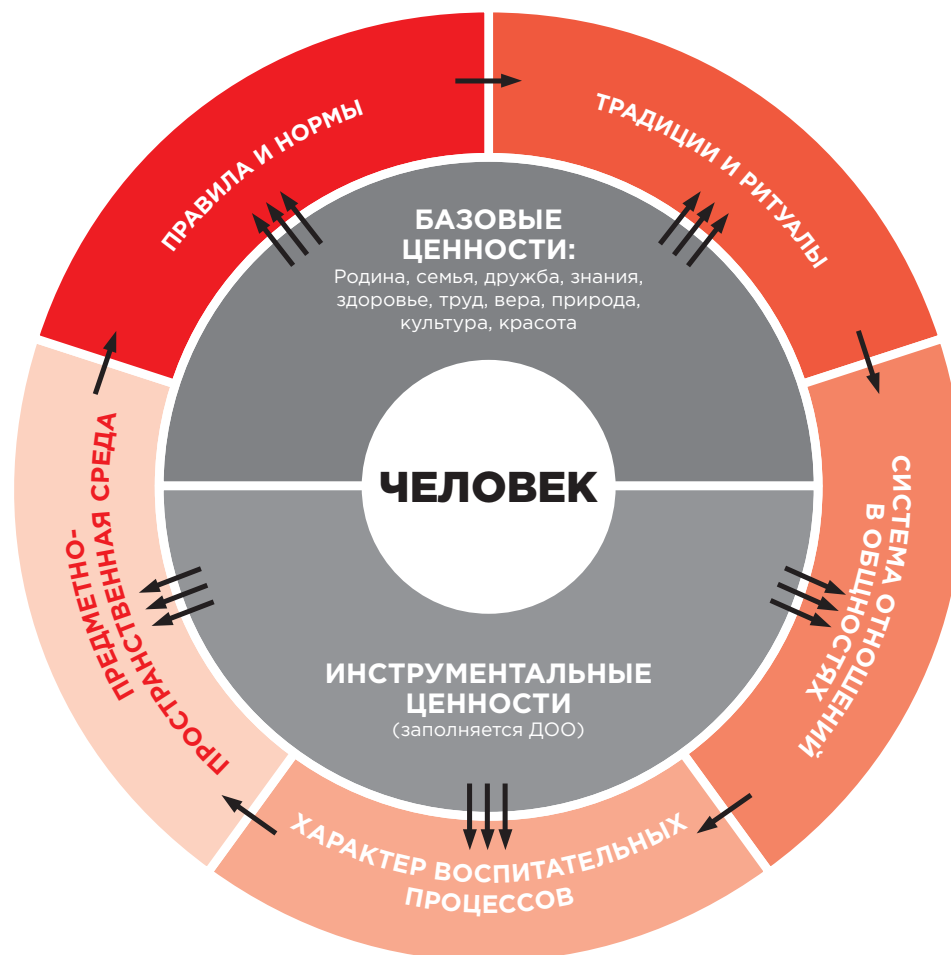 ПРАВИЛА И НОРМЫ
ТРАДИЦИИ И РИТУАЛЫ
БАЗОВЫЕ
ЦЕННОСТИ:
Родина, семья, дружба, знания,
здоровье, труд, вера, природа,
культура, красота
ЧЕЛОВЕК
ПРЕДМЕТНО-
ПРОСТРАНСТВЕННАЯ СРЕДА
СИСТЕМА ОТНОШЕНИЙ
В ОБЩНОСТЯХ
ИНСТРУМЕНТАЛЬНЫЕ
ЦЕННОСТИ
(заполняется ДОО)
ХАРАКТЕР ВОСПИТАТЕЛЬНЫХ
ПРОЦЕССОВ